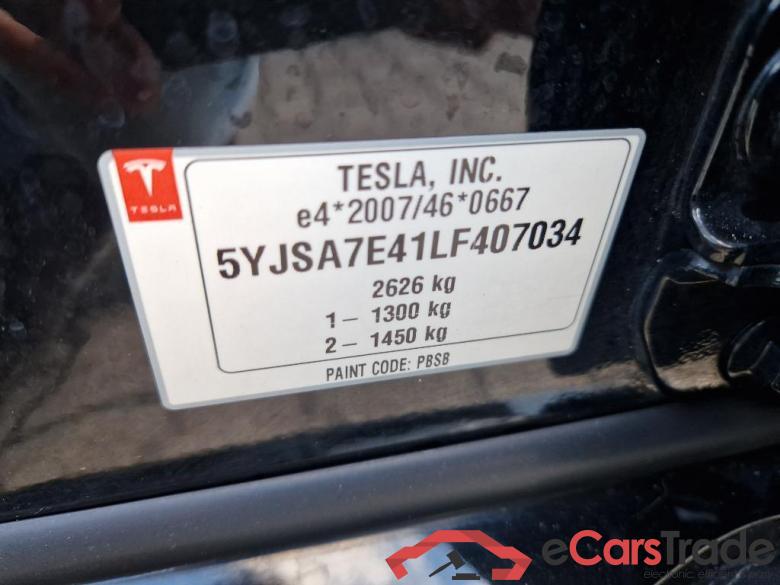 TESLA
TESLA, INC.
e4*2007/46*0667
5YJSA7E41LF407034
2626 kg
1 – 1300 kg
2 – 1450 kg
PAINT CODE: PBSB
eCarsTrade